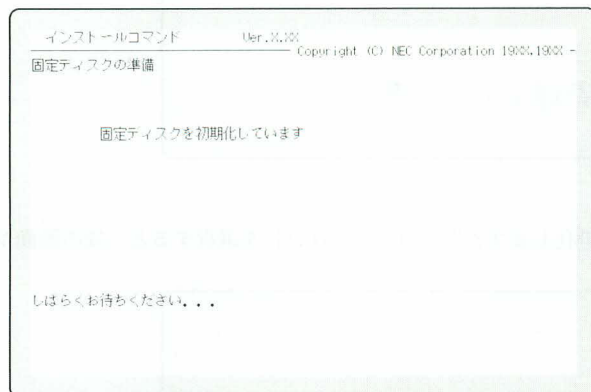 インストールコマンド Ver.X.XX
Copyright (C) NEC Corporation 19XX,19XX
固定ディスクの準備
固定ディスクを初期化しています
しばらくお待ちください...